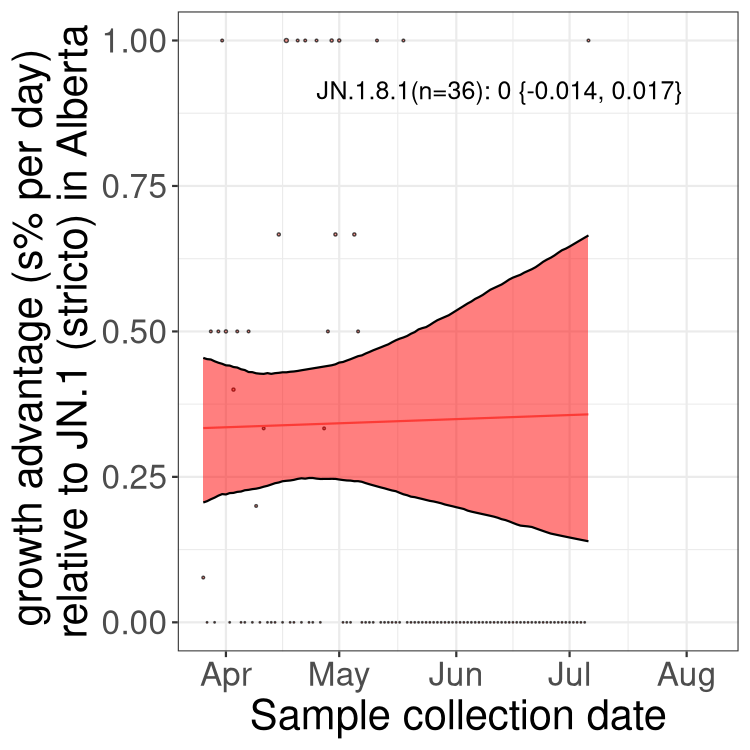 growth advantage (s% per day)
relative to JN.1 (stricto) in Alberta
1.00
0.75
0.50
0.25
0.00
JN.1.8.1(n=36): 0 {-0.014, 0.017}
Apr May Jun Jul Aug
Sample collection date